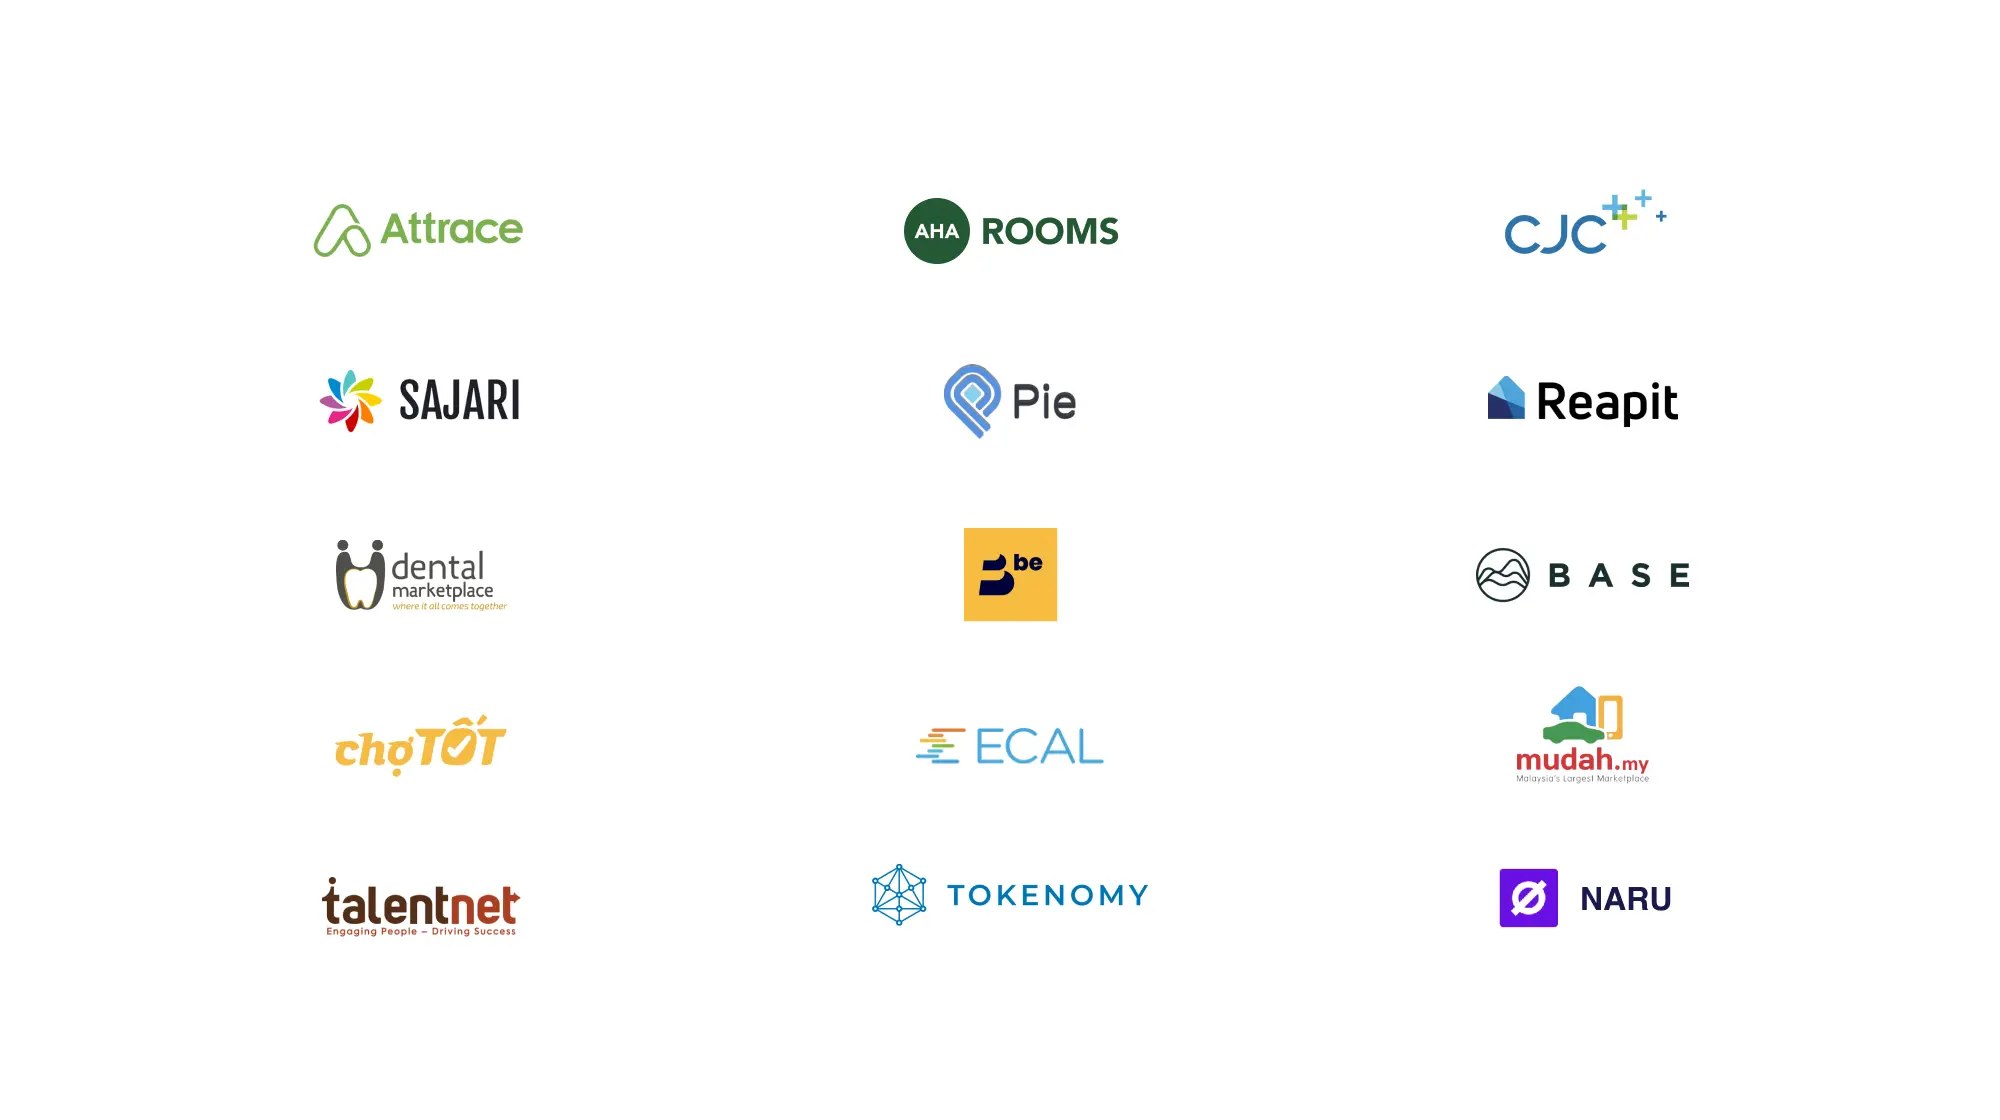 Attrace
AHA ROOMS
CJC
SAJARI
Pie
Reapit
dental
marketplace
where it all comes together
be
BASE
chợTỐT
ECAL
mudah.my
Malaysia's Largest Marketplace
talentnet
Engaging People – Driving Success
TOKENOMY
NARU